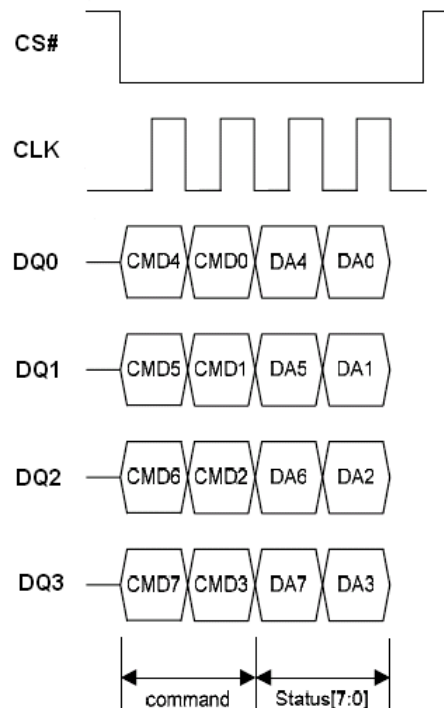 CS#
CLK
DQ0 CMD4 CMD0 DA4 DA0
DQ1 CMD5 CMD1 DA5 DA1
DQ2 CMD6 CMD2 DA6 DA2
DQ3 CMD7 CMD3 DA7 DA3
command Status[7:0]